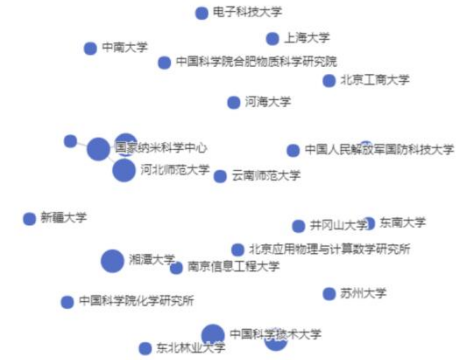 电子科技大学
上海大学
中南大学
中国科学院合肥物质科学研究院
北京工商大学
河海大学
国家纳米科学中心
中国人民解放军国防科技大学
河北师范大学
云南师范大学
新疆大学
井冈山大学
东南大学
北京应用物理与计算数学研究所
湘潭大学
南京信息工程大学
苏州大学
中国科学院化学研究所
中国科学技术大学
东北林业大学